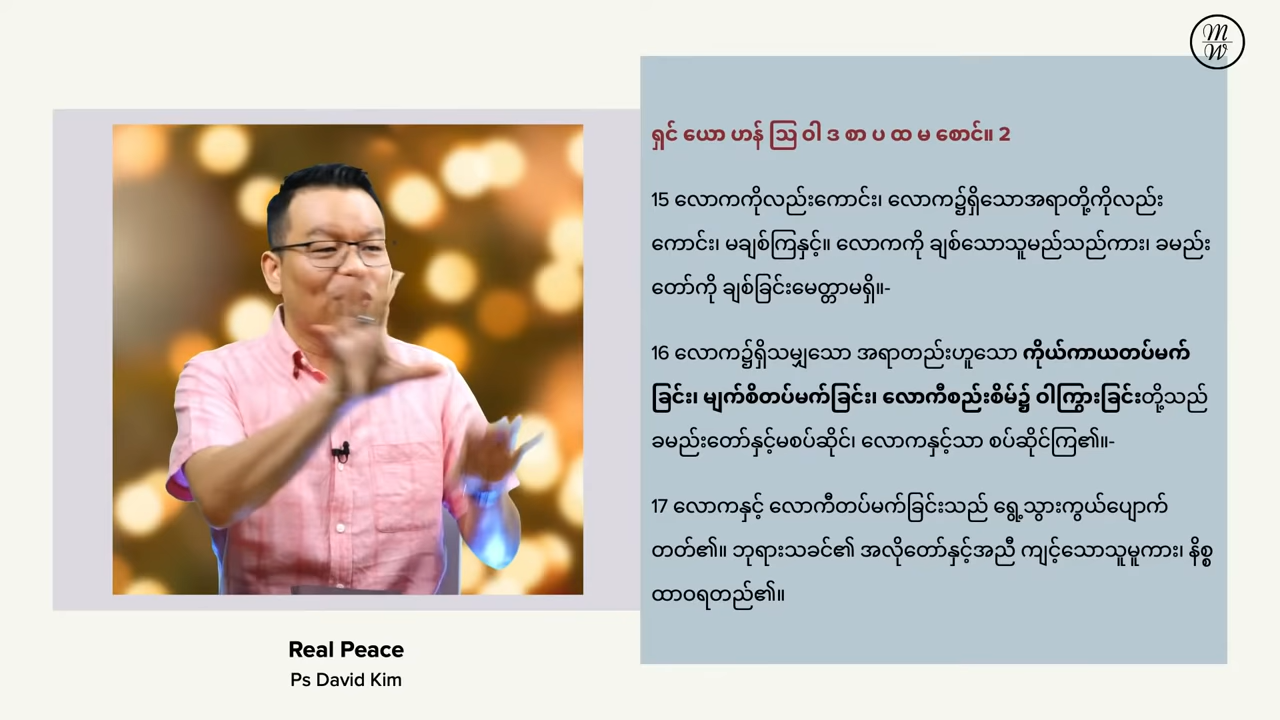 M
W
ရှင် ယော ဟန် ဩ ဝါ ဒ စာ ပ ထ မ စောင်။ 2
15 လောကကိုလည်းကောင်း၊ လောက၌ရှိသောအရာတို့ကိုလည်း
ကောင်း၊ မချစ်ကြနှင့်။ လောကကို ချစ်သောသူမည်သည်ကား၊ ခမည်း
တော်ကို ချစ်ခြင်းမေတ္တာမရှိ။-
16 လောက၌ရှိသမျှသော အရာတည်းဟူသော ကိုယ်ကာယတပ်မက်
ခြင်း၊ မျက်စိတပ်မက်ခြင်း၊ လောကီစည်းစိမ်၌ ဝါကြွားခြင်းတို့သည်
ခမည်းတော်နှင့်မစပ်ဆိုင်၊ လောကနှင့်သာ စပ်ဆိုင်ကြ၏။-
17 လောကနှင့် လောကီတပ်မက်ခြင်းသည် ရွေ့သွားကွယ်ပျောက်
တတ်၏။ ဘုရားသခင်၏ အလိုတော်နှင့်အညီ ကျင့်သောသူမူကား၊ နိစ္စ
ထာဝရတည်၏။
Real Peace
Ps David Kim